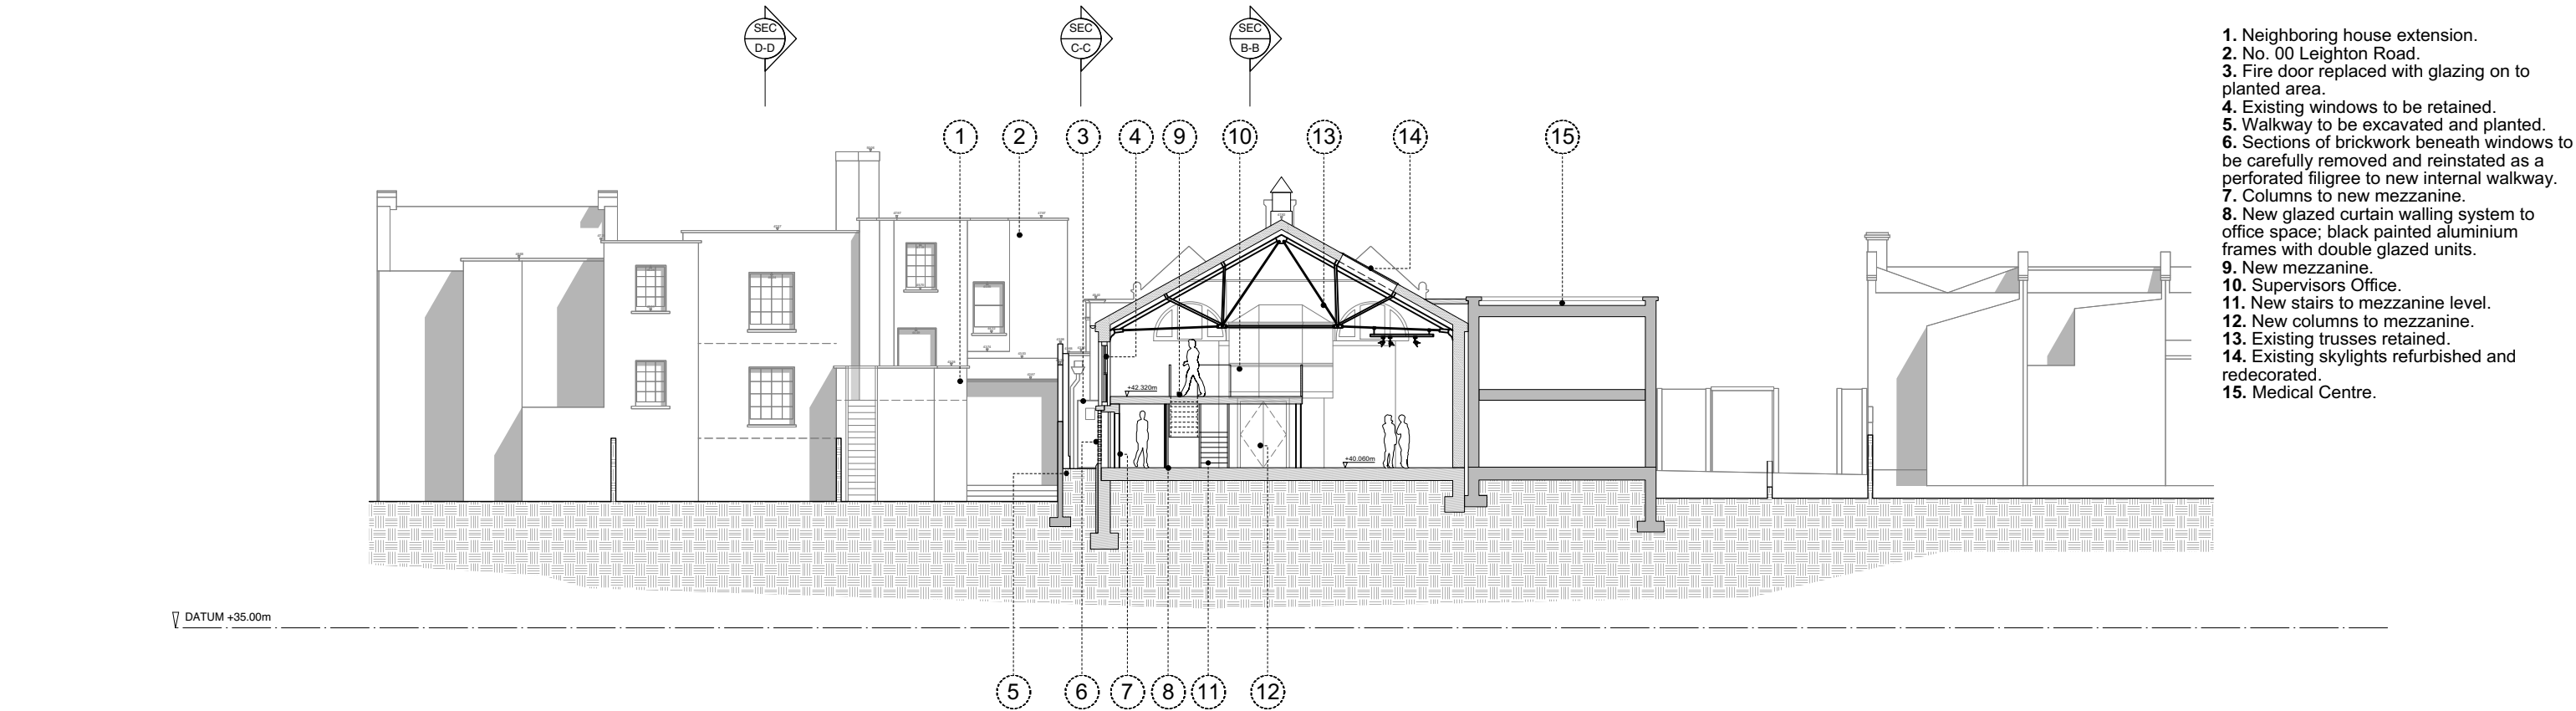 SEC
D-D
SEC
C-C
SEC
B-B
1
2
3
4
9
10
13
14
15
+42.320m
+40.060m
DATUM +35.00m
5
6
7
8
11
12
1. Neighboring house extension.
2. No. 00 Leighton Road.
3. Fire door replaced with glazing on to
planted area.
4. Existing windows to be retained.
5. Walkway to be excavated and planted.
6. Sections of brickwork beneath windows to
be carefully removed and reinstated as a
perforated filigree to new internal walkway.
7. Columns to new mezzanine.
8. New glazed curtain walling system to
office space; black painted aluminium
frames with double glazed units.
9. New mezzanine.
10. Supervisors Office.
11. New stairs to mezzanine level.
12. New columns to mezzanine.
13. Existing trusses retained.
14. Existing skylights refurbished and
redecorated.
15. Medical Centre.